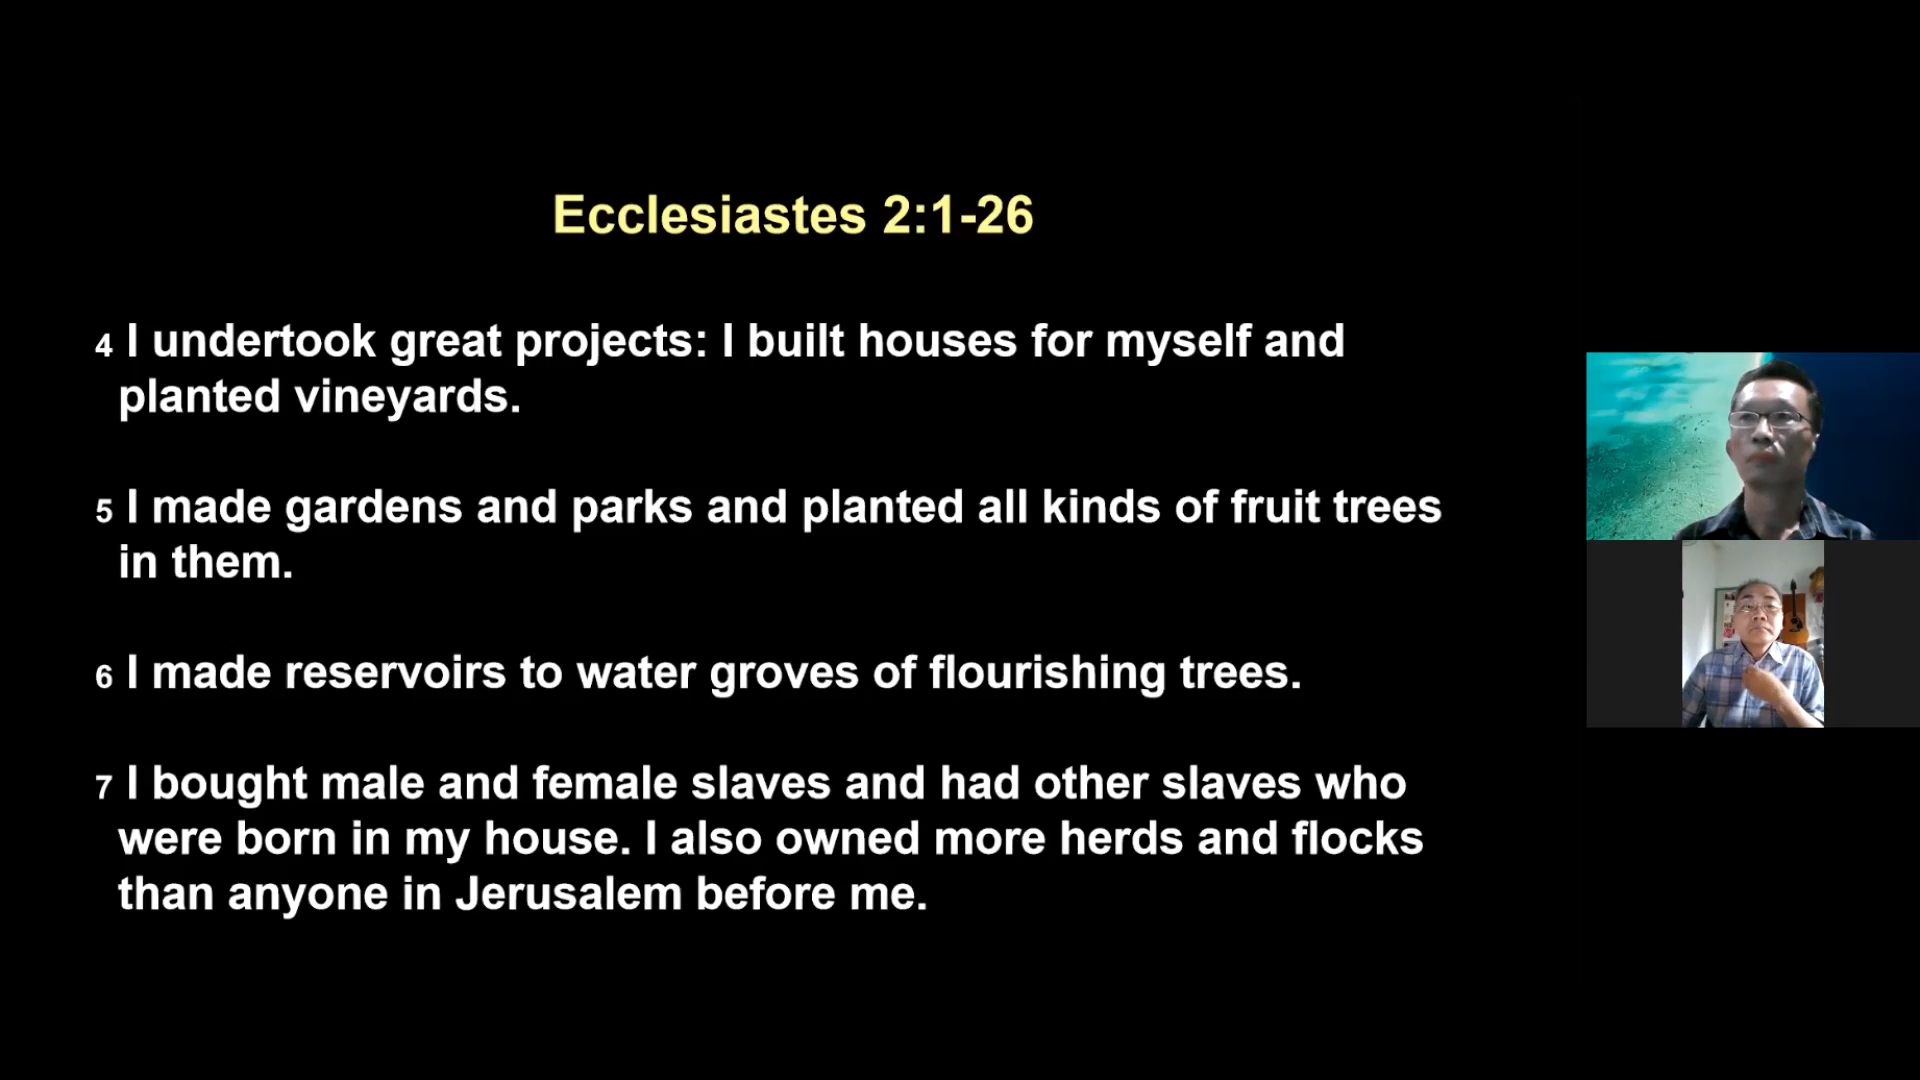 Ecclesiastes 2:1-26
4 I undertook great projects: I built houses for myself and
planted vineyards.
5 I made gardens and parks and planted all kinds of fruit trees
in them.
6 I made reservoirs to water groves of flourishing trees.
7 I bought male and female slaves and had other slaves who
were born in my house. I also owned more herds and flocks
than anyone in Jerusalem before me.